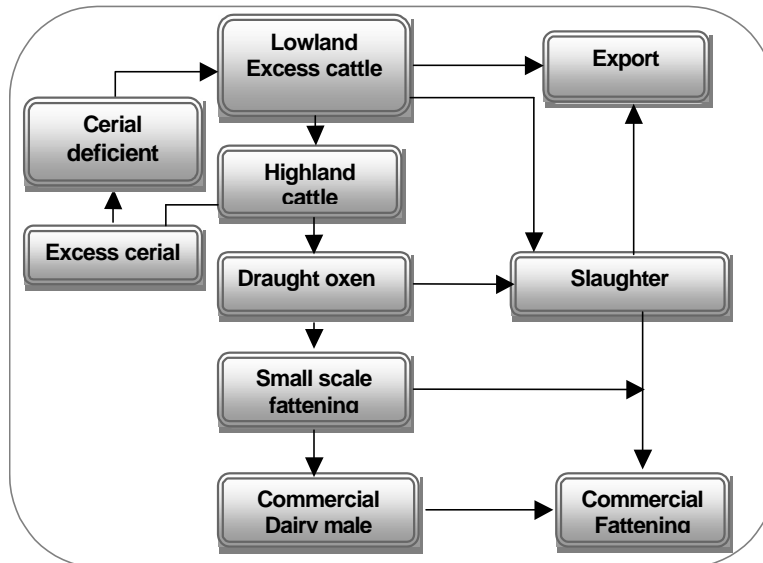 Lowland
Excess cattle
Export
Cerial
deficient
Highland
cattle
Excess cerial
Draught oxen
Slaughter
Small scale
fattening
Commercial
Dairy male
Commercial
Fattening